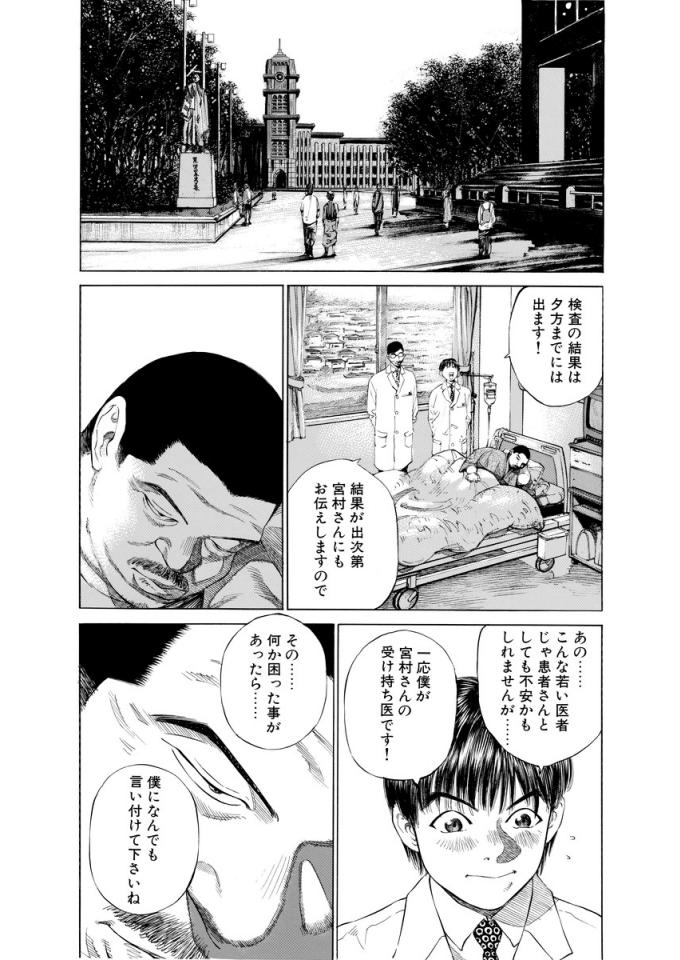 検査の結果は
夕方までには
出ます！
結果が出次第
宮村さんにも
お伝えしますので
あの……
こんな若い医者
じゃ患者さんと
しても不安かも
しれませんが……
一応僕が
宮村さんの
受け持ち医です！
その……
何か困った事が
あったら……
僕になんでも
言い付けて下さいね